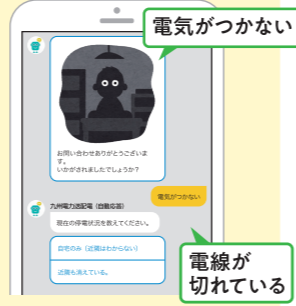 電気がつかない
お問い合わせありがとうございま
す。
いかがされましたでしょうか？
電気がつかない
九州電力送配電（自動応答）
現在の停電状況を教えてください。
自宅のみ（近隣はわからない）
近隣も消えている。
電線が
切れている